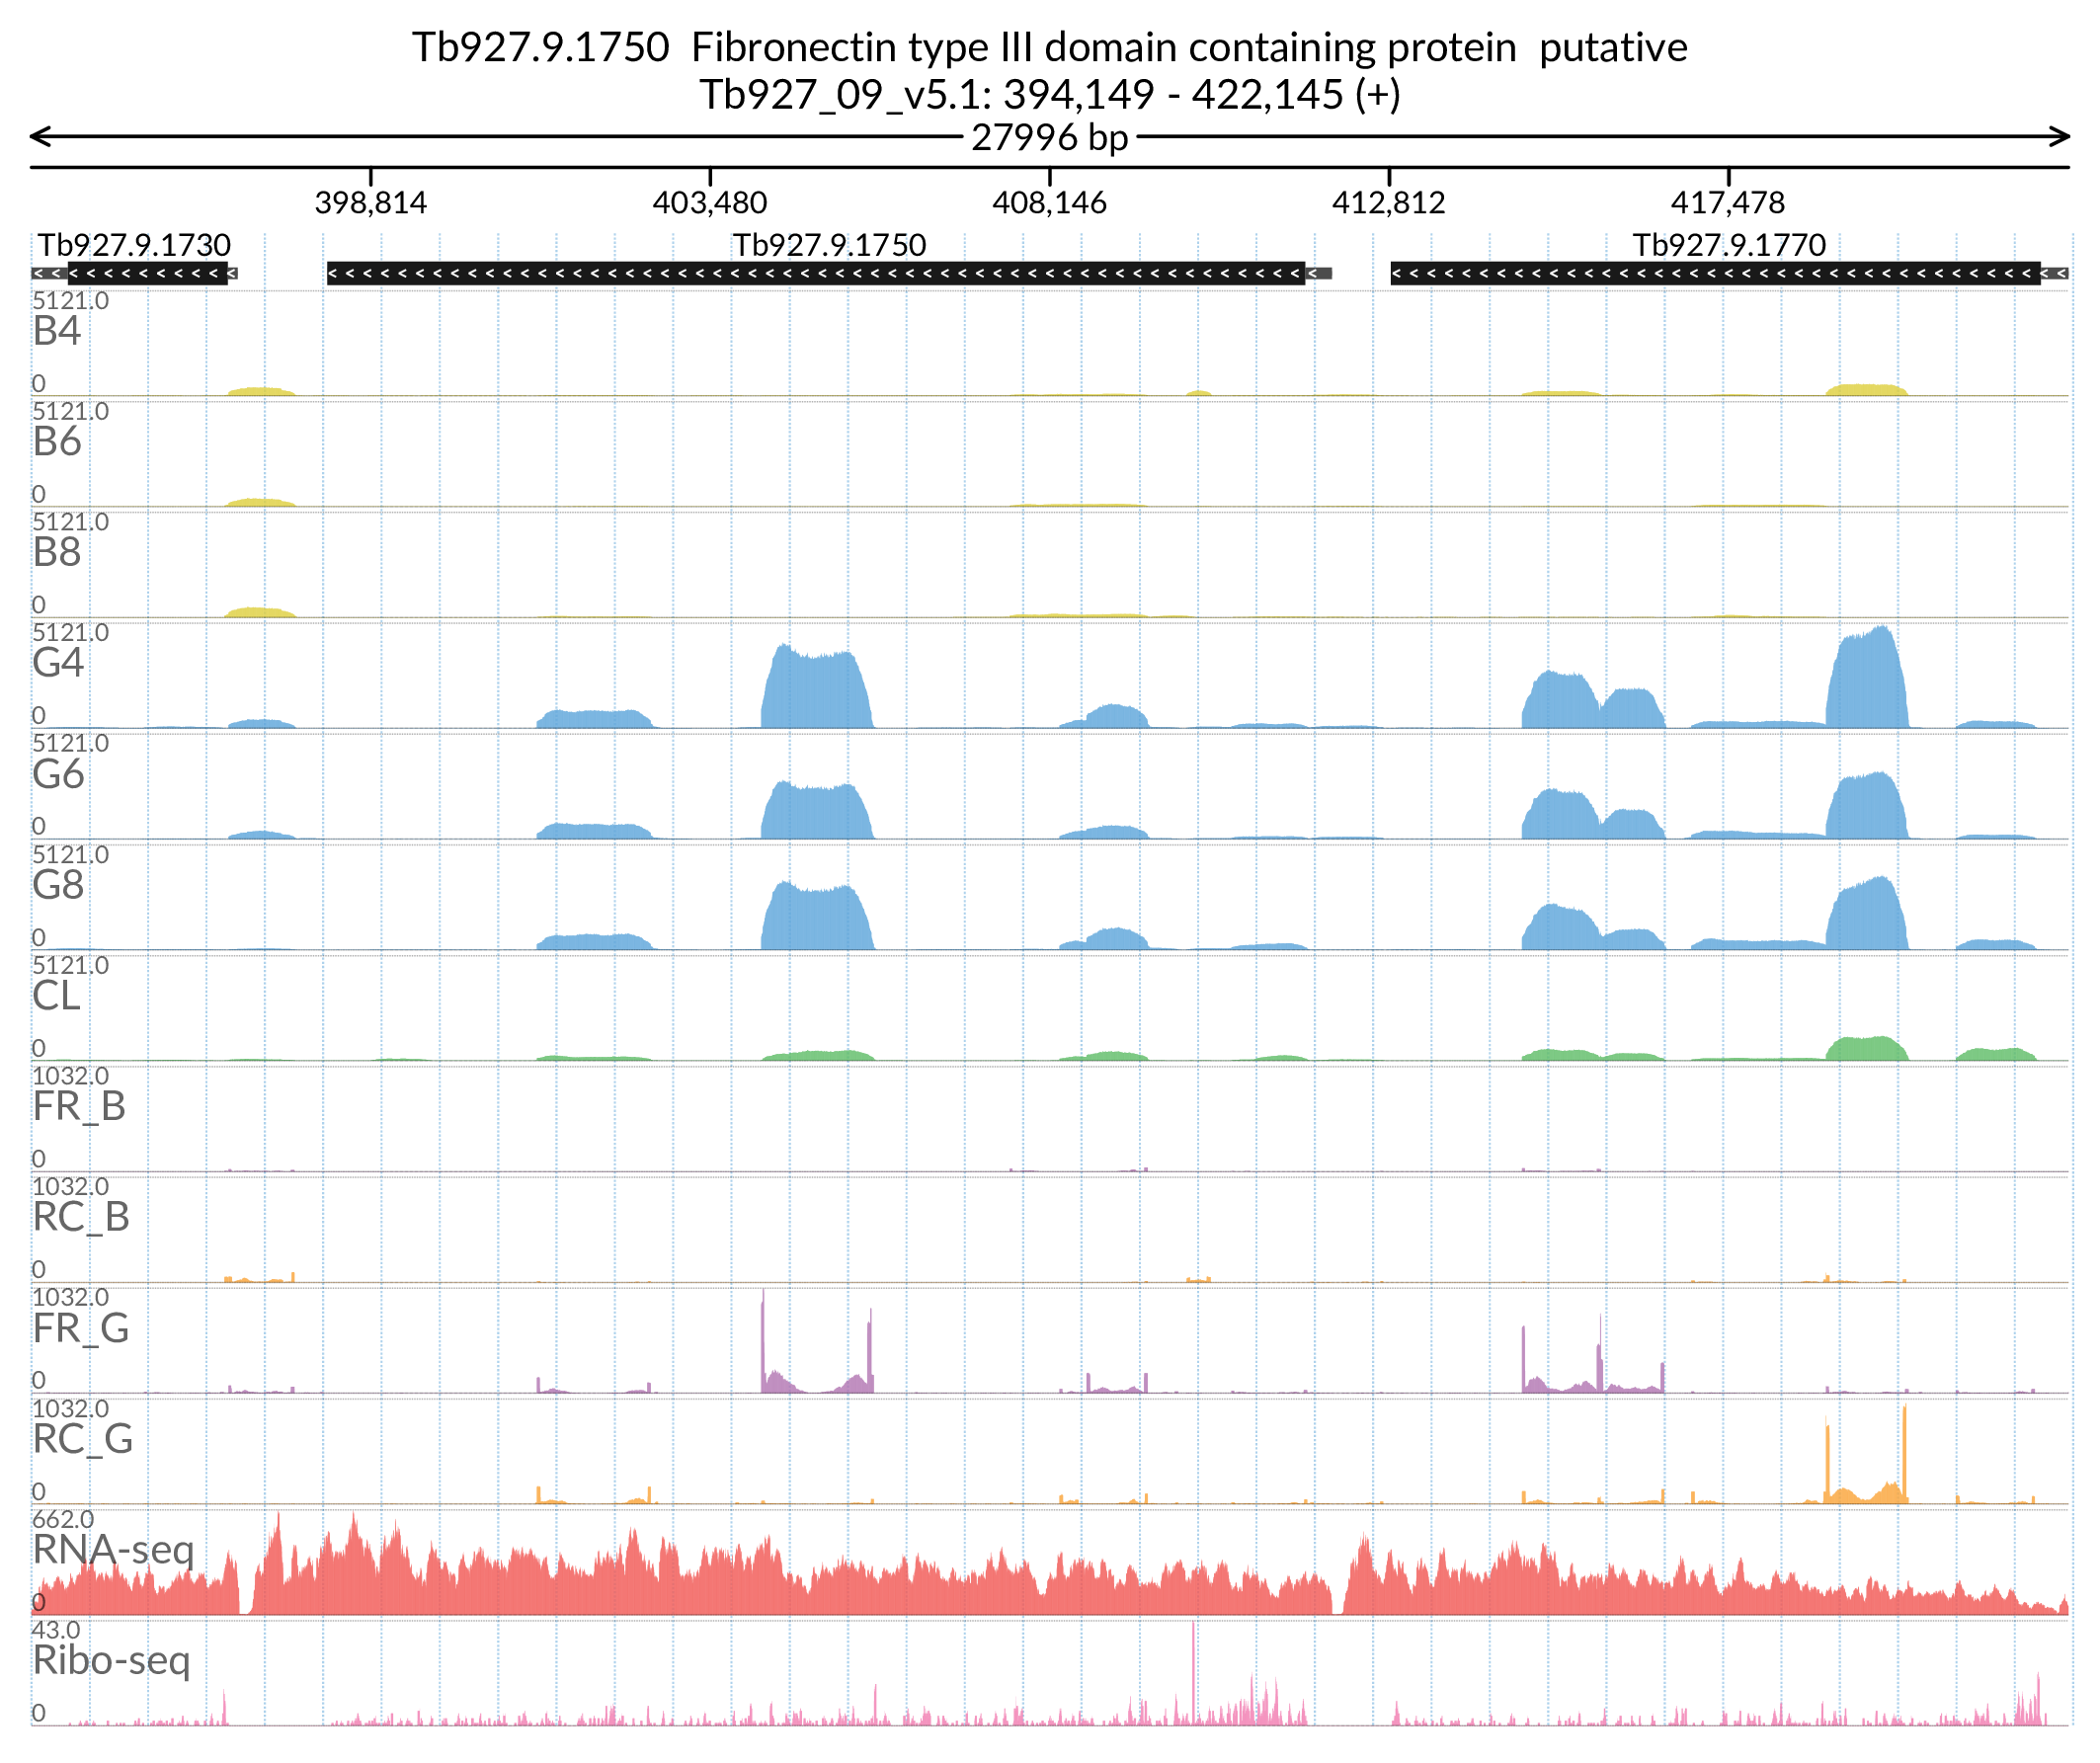 Tb927.9.1750  Fibronectin type III domain containing protein  putative
Tb927_09_v5.1: 394,149 - 422,145 (+)
27996 bp
398,814 403,480 408,146 412,812 417,478
Tb927.9.1730 Tb927.9.1750 Tb927.9.1770
5121.0
B4
0
5121.0
B6
0
5121.0
B8
0
5121.0
G4
0
5121.0
G6
0
5121.0
G8
0
5121.0
CL
0
1032.0
FR_B
0
1032.0
RC_B
0
1032.0
FR_G
0
1032.0
RC_G
0
662.0
RNA-seq
0
43.0
Ribo-seq
0